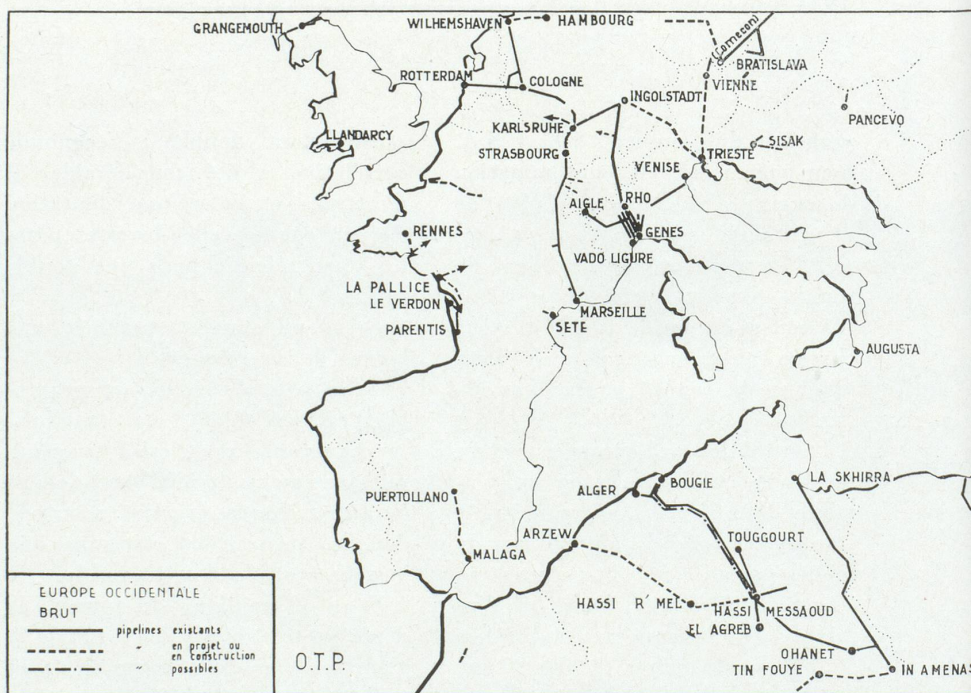 GRANGEMOUTH
WILHEMSHAVEN
HAMBOURG
(Comecon)
BRATISLAVA
VIENNE
ROTTERDAM
COLOGNE
INGOLSTADT
PANCEVO
KARLSRUHE
LLANDARCY
SISAK
STRASBOURG
TRIESTE
VENISE
AIGLE
RHO
RENNES
GENES
VADO LIGURE
LA PALLICE
LE VERDON
MARSEILLE
PARENTIS
SETE
AUGUSTA
PUERTOLLANO
ALGER
BOUGIE
LA SKHIRRA
ARZEW
TOUGGOURT
MALAGA
HASSI R' MEL
HASSI MESSAOUD
EL AGREB
OHANET
TIN FOUYE
IN AMENAS
EUROPE OCCIDENTALE
BRUT
pipelines existants
" en projet ou
en construction
" possibles
O.T.P.